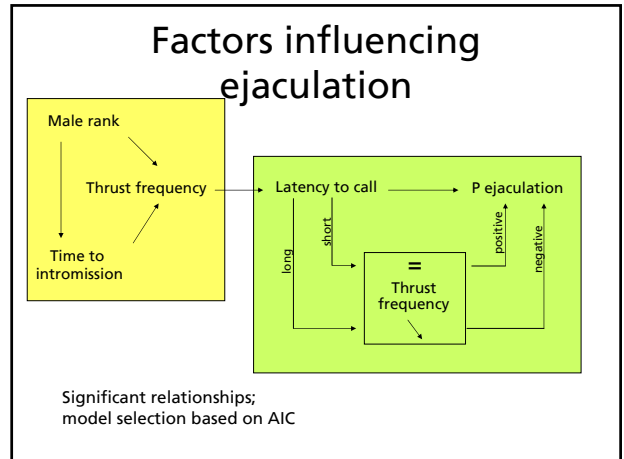 Factors influencing
ejaculation
Male rank
Thrust frequency
Time to
intromission
Latency to call
P ejaculation
long
short
positive
negative
=
Thrust
frequency
Significant relationships;
model selection based on AIC